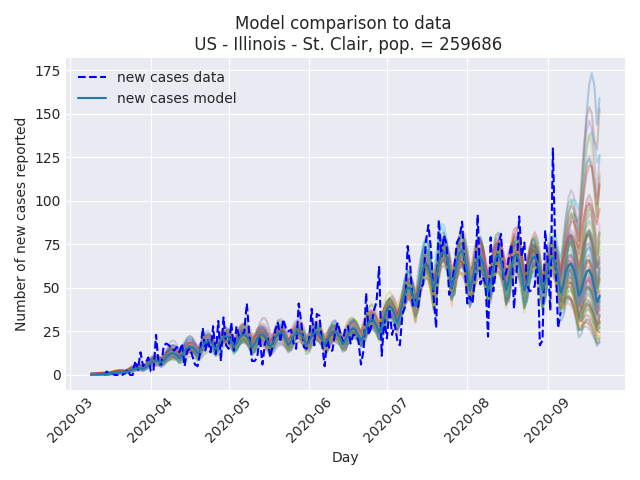 Model comparison to data
US - Illinois - St. Clair, pop. = 259686
new cases data
new cases model
Number of new cases reported
175
150
125
100
75
50
25
0
2020-03
2020-04
2020-05
2020-06
2020-07
2020-08
2020-09
Day